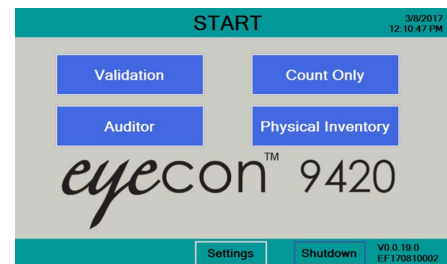 START
3/8/2017
12:10:47 PM
Validation
Count Only
Auditor
Physical Inventory
eyecon™ 9420
Settings
Shutdown
V0.0.19.0
EF170810002